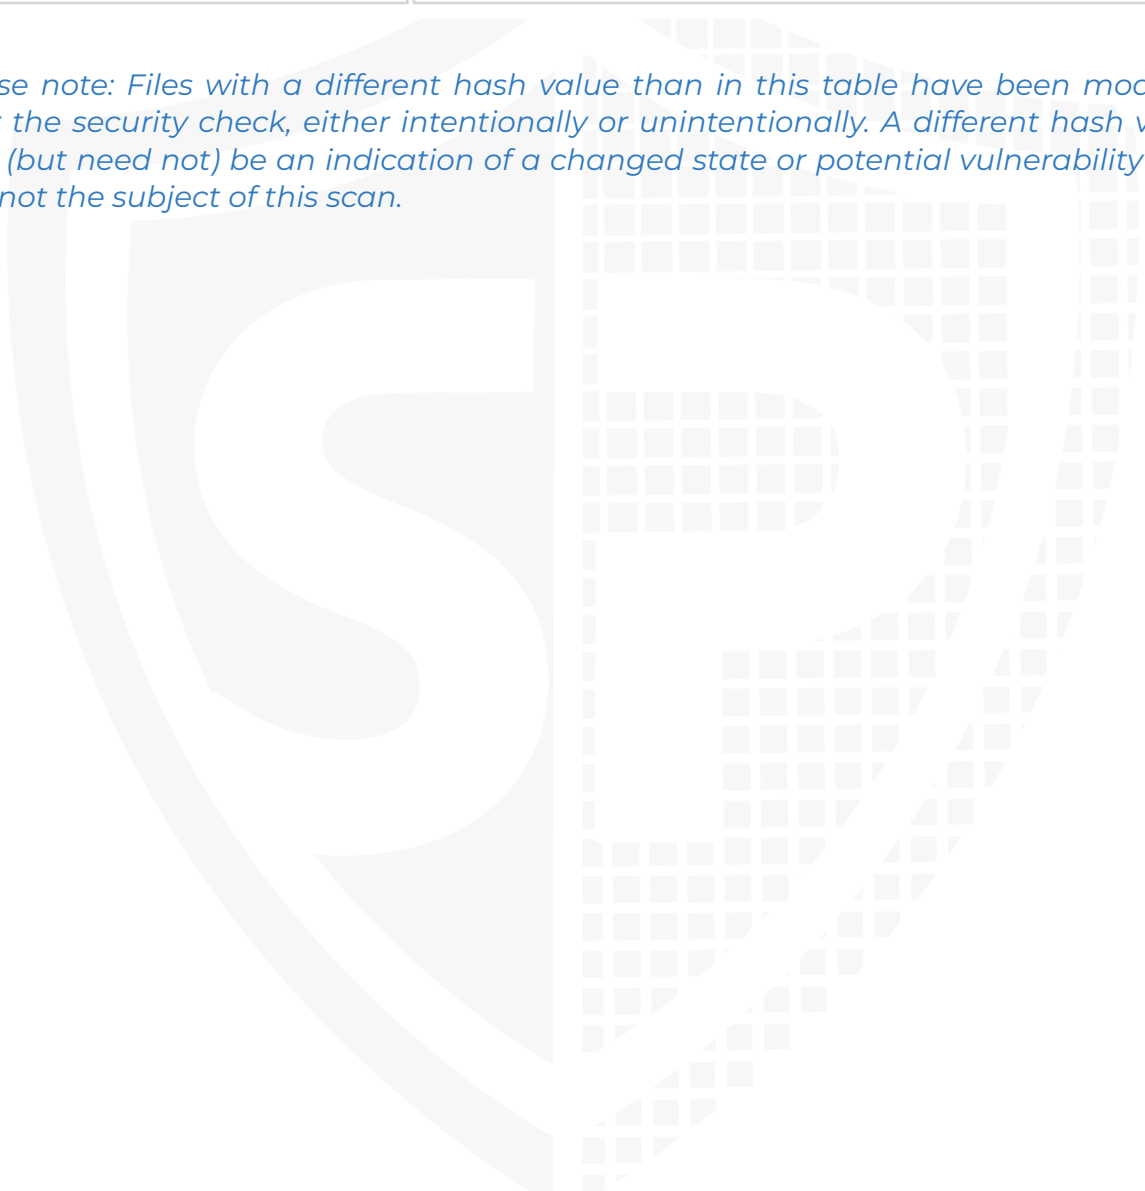 se note: Files with a different hash value than in this table have been mod
the security check, either intentionally or unintentionally. A different hash v
(but need not) be an indication of a changed state or potential vulnerability
not the subject of this scan.
SP